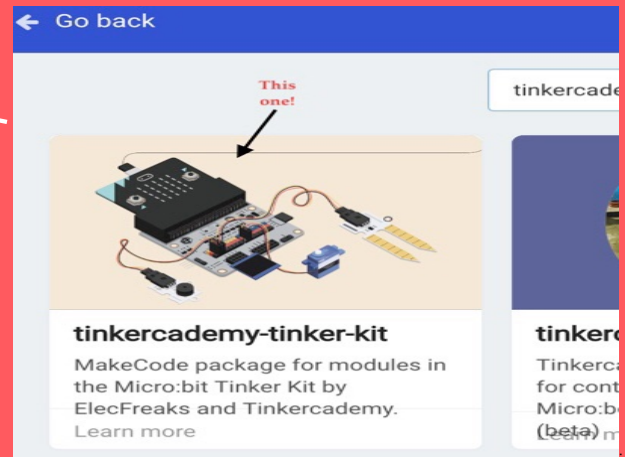 Go back
This
one!
tinkercade
tinkercademy-tinker-kit
MakeCode package for modules in
the Micro:bit Tinker Kit by
ElecFreaks and Tinkercademy.
Learn more
tinker
Tinkerca
for cont
Micro:b
(beta)